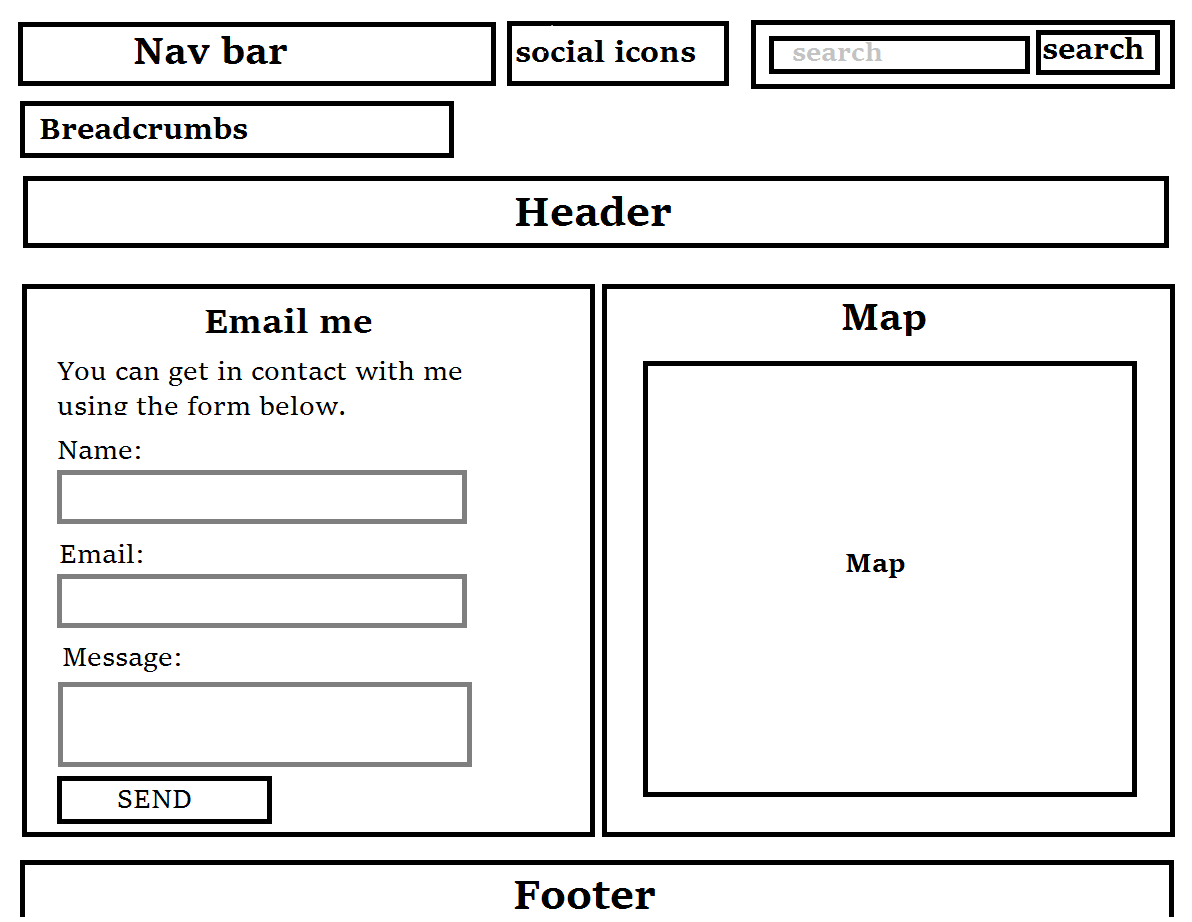 Nav bar
social icons
search
search
Breadcrumbs
Header
Email me
You can get in contact with me
using the form below.
Name:
Email:
Message:
SEND
Map
Map
Footer